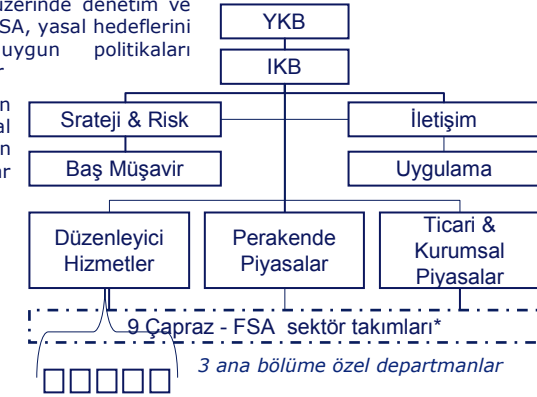 üzerinde denetim ve
SA, yasal hedeflerini
uygun politikaları
YKB
IKB
Srateji & Risk
İletişim
Baş Müşavir
Uygulama
Düzenleyici
Hizmetler
Perakende
Piyasalar
Ticari &
Kurumsal
Piyasalar
9 Çapraz - FSA sektör takımları*
3 ana bölüme özel departmanlar